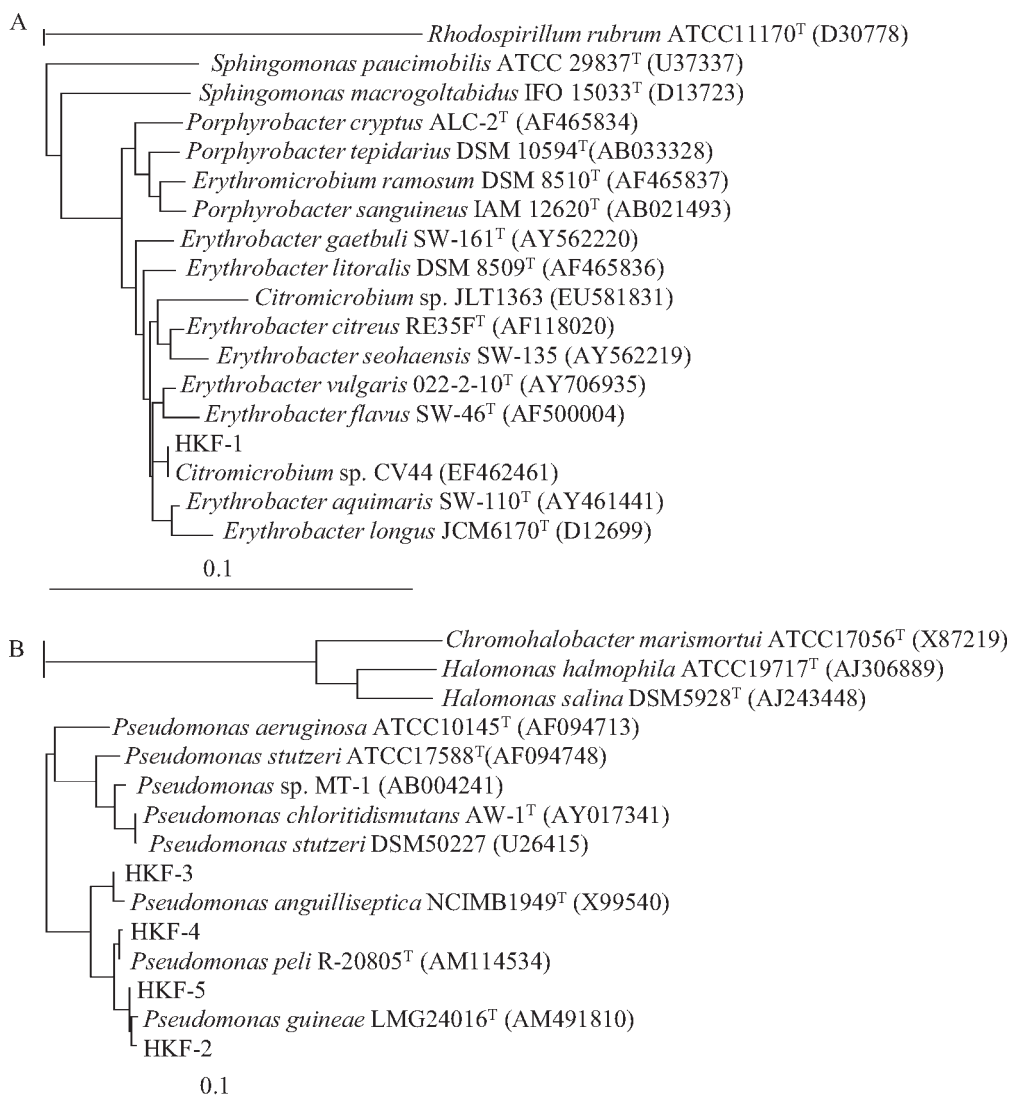 A
Rhodospirillum rubrum ATCC11170ᵀ (D30778)
Sphingomonas paucimobilis ATCC 29837ᵀ (U37337)
Sphingomonas macrogoltabidus IFO 15033ᵀ (D13723)
Porphyrobacter cryptus ALC-2ᵀ (AF465834)
Porphyrobacter tepidarius DSM 10594ᵀ(AB033328)
Erythromicrobium ramosum DSM 8510ᵀ (AF465837)
Porphyrobacter sanguineus IAM 12620ᵀ (AB021493)
Erythrobacter gaetbuli SW-161ᵀ (AY562220)
Erythrobacter litoralis DSM 8509ᵀ (AF465836)
Citromicrobium sp. JLT1363 (EU581831)
Erythrobacter citreus RE35Fᵀ (AF118020)
Erythrobacter seohaensis SW-135 (AY562219)
Erythrobacter vulgaris 022-2-10ᵀ (AY706935)
Erythrobacter flavus SW-46ᵀ (AF500004)
HKF-1
Citromicrobium sp. CV44 (EF462461)
Erythrobacter aquimaris SW-110ᵀ (AY461441)
Erythrobacter longus JCM6170ᵀ (D12699)
0.1
B
Chromohalobacter marismortui ATCC17056ᵀ (X87219)
Halomonas halmophila ATCC19717ᵀ (AJ306889)
Halomonas salina DSM5928ᵀ (AJ243448)
Pseudomonas aeruginosa ATCC10145ᵀ (AF094713)
Pseudomonas stutzeri ATCC17588ᵀ(AF094748)
Pseudomonas sp. MT-1 (AB004241)
Pseudomonas chloritidismutans AW-1ᵀ (AY017341)
Pseudomonas stutzeri DSM50227 (U26415)
HKF-3
Pseudomonas anguilliseptica NCIMB1949ᵀ (X99540)
HKF-4
Pseudomonas peli R-20805ᵀ (AM114534)
HKF-5
Pseudomonas guineae LMG24016ᵀ (AM491810)
HKF-2
0.1